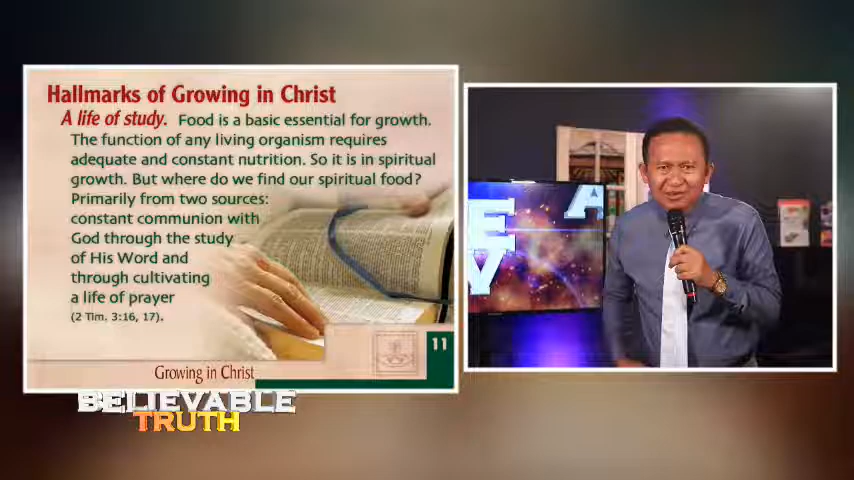 Hallmarks of Growing in Christ
A life of study. Food is a basic essential for growth.
The function of any living organism requires
adequate and constant nutrition. So it is in spiritual
growth. But where do we find our spiritual food?
Primarily from two sources:
constant communion with
God through the study
of His Word and
through cultivating
a life of prayer
(2 Tim. 3:16, 17).
11
Growing in Christ
BELIEVABLE
TRUTH